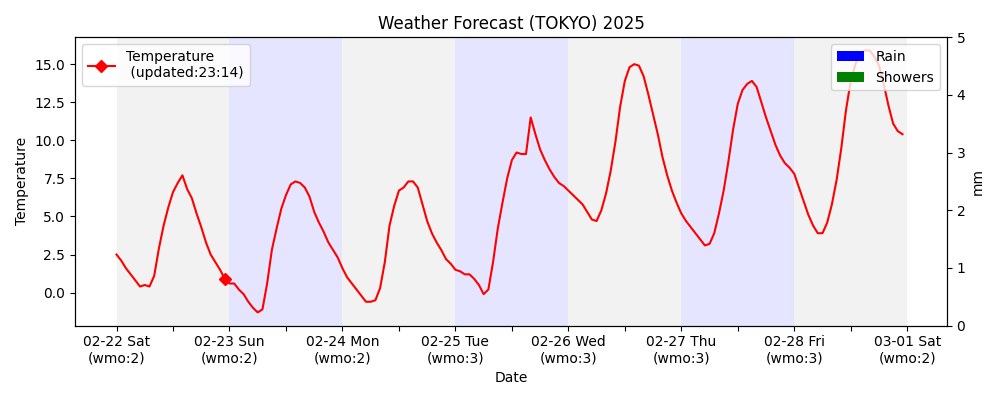 Weather Forecast (TOKYO) 2025
Temperature
(updated:23:14)
Rain
Showers
15.0
12.5
10.0
7.5
5.0
2.5
0.0
Temperature
5
4
3
2
1
0
mm
02-22 Sat
(wmo:2)
02-23 Sun
(wmo:2)
02-24 Mon
(wmo:2)
02-25 Tue
(wmo:3)
02-26 Wed
(wmo:3)
02-27 Thu
(wmo:3)
02-28 Fri
(wmo:3)
03-01 Sat
(wmo:2)
Date